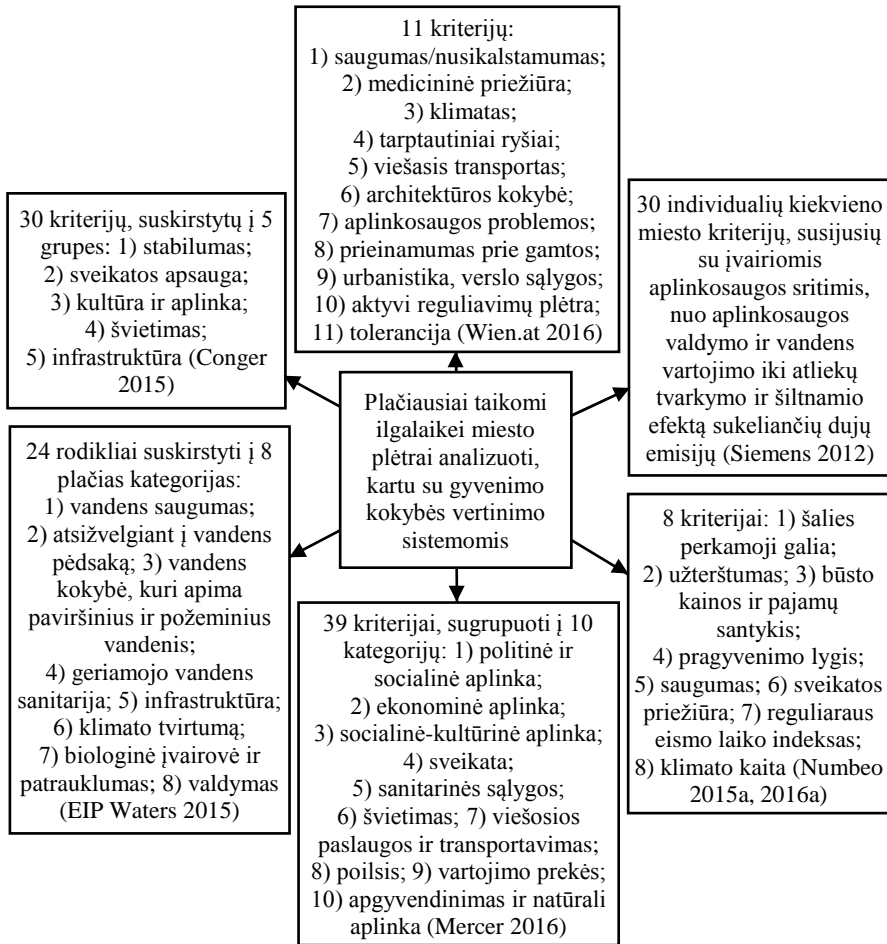 11 kriterijų:
1) saugumas/nusikalstamumas;
2) medicininė priežiūra;
3) klimatas;
4) tarptautiniai ryšiai;
5) viešasis transportas;
6) architektūros kokybė;
7) aplinkosaugos problemos;
8) prieinamumas prie gamtos;
9) urbanistika, verslo sąlygos;
10) aktyvi reguliavimų plėtra;
11) tolerancija (Wien.at 2016)
30 kriterijų, suskirstytų į 5
grupes: 1) stabilumas;
2) sveikatos apsauga;
3) kultūra ir aplinka;
4) švietimas;
5) infrastruktūra (Conger
2015)
30 individualių kiekvieno
miesto kriterijų, susijusių
su įvairiomis
aplinkosaugos sritimis,
nuo aplinkosaugos
valdymo ir vandens
vartojimo iki atliekų
tvarkymo ir šiltnamio
efektą sukeliančių dujų
emisijų (Siemens 2012)
Plačiausiai taikomi
ilgalaikei miesto
plėtrai analizuoti,
kartu su gyvenimo
kokybės vertinimo
sistemomis
24 rodikliai suskirstyti į 8
plačias kategorijas:
1) vandens saugumas;
2) atsižvelgiant į vandens
pėdsaką; 3) vandens
kokybė, kuri apima
paviršinius ir požeminius
vandenis;
4) geriamojo vandens
sanitarija; 5) infrastruktūra;
6) klimato tvirtumą;
7) biologinė įvairovė ir
patrauklumas; 8) valdymas
(EIP Waters 2015)
8 kriterijai: 1) šalies
perkamoji galia;
2) užterštumas; 3) būsto
kainos ir pajamų
santykis;
4) pragyvenimo lygis;
5) saugumas; 6) sveikatos
priežiūra; 7) reguliaraus
eismo laiko indeksas;
8) klimato kaita (Numbeo
2015a, 2016a)
39 kriterijai, sugrupuoti į 10
kategorijų: 1) politinė ir
socialinė aplinka;
2) ekonominė aplinka;
3) socialinė-kultūrinė aplinka;
4) sveikata;
5) sanitarinės sąlygos;
6) švietimas; 7) viešosios
paslaugos ir transportavimas;
8) poilsis; 9) vartojimo prekės;
10) apgyvendinimas ir natūrali
aplinka (Mercer 2016)